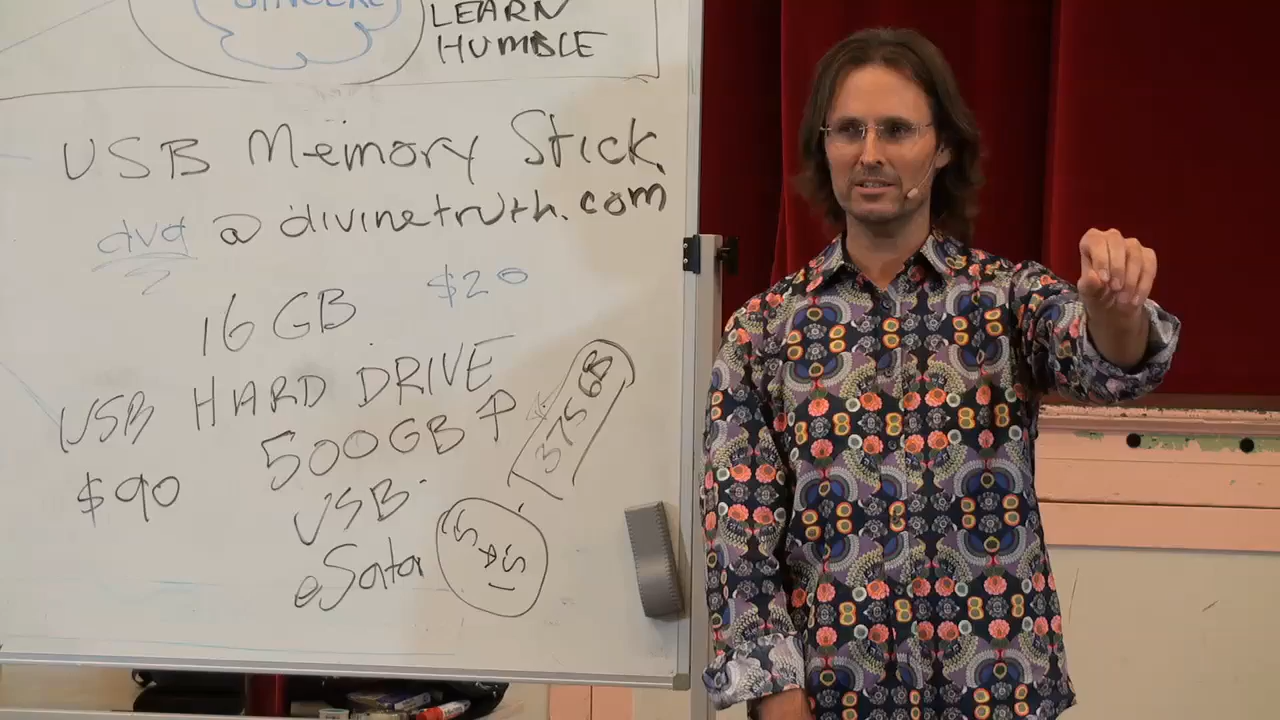 SINCERE
LEARN
HUMBLE
USB Memory Stick
dvd @divinetruth.com
16 GB $20
USB HARD DRIVE
500GB
375 GB
$90
USB
eSata